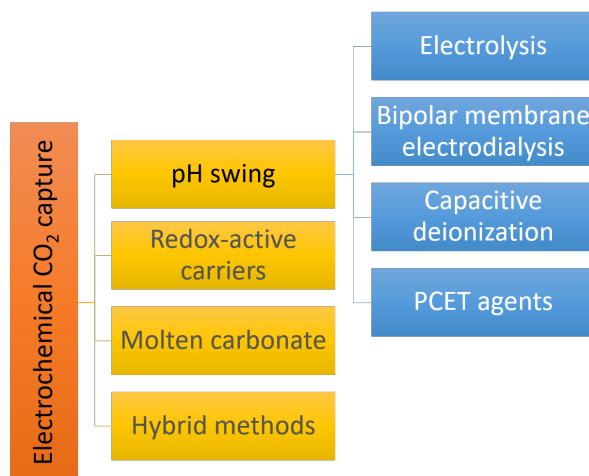 Electrochemical CO₂ capture
pH swing
Redox-active
carriers
Molten carbonate
Hybrid methods
Electrolysis
Bipolar membrane
electrodialysis
Capacitive
deionization
PCET agents